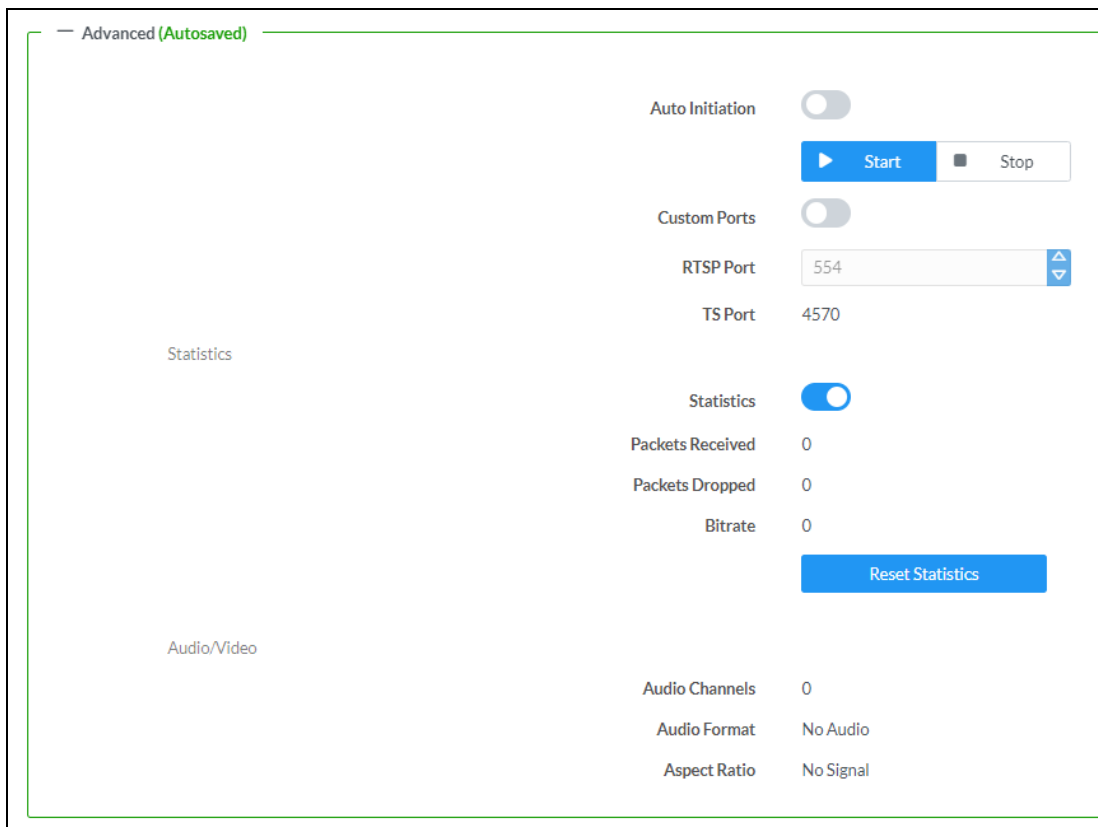 Advanced (Autosaved)
Auto Initiation
Start Stop
Custom Ports
RTSP Port 554
TS Port 4570
Statistics
Statistics
Packets Received 0
Packets Dropped 0
Bitrate 0
Reset Statistics
Audio/Video
Audio Channels 0
Audio Format No Audio
Aspect Ratio No Signal